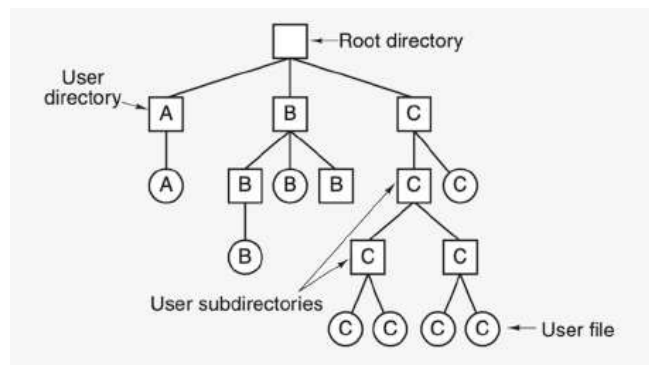 Root directory
User
directory
A B C
A B B B C C
B C C
User subdirectories
C C C C
User file